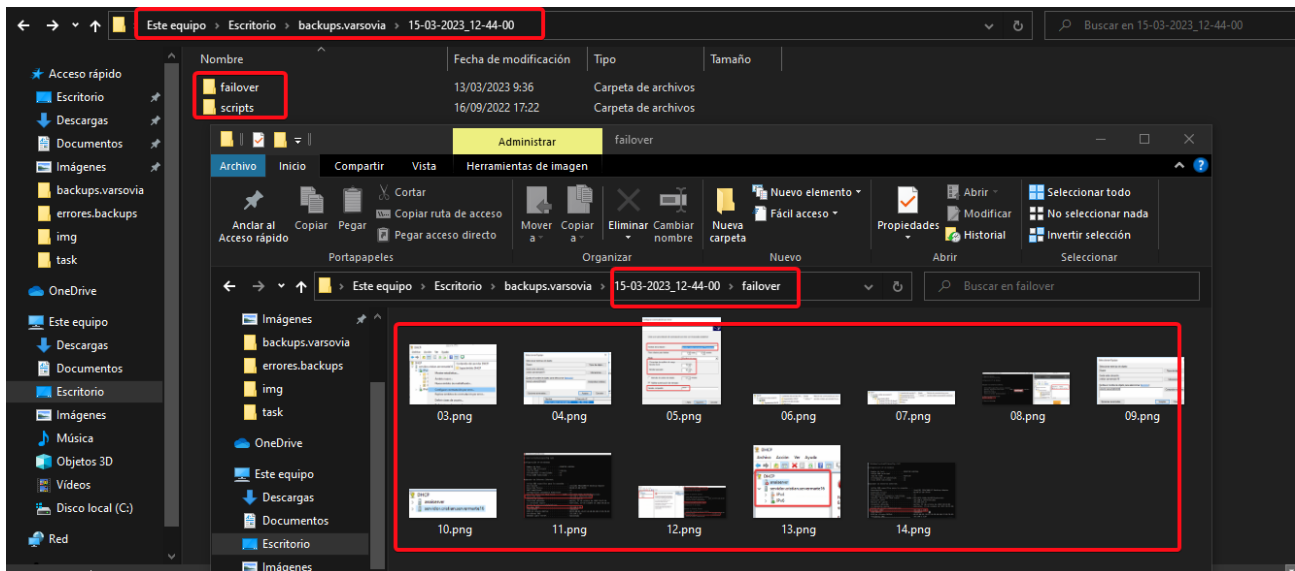 Este equipo > Escritorio > backups.varsovia > 15-03-2023_12-44-00
Buscar en 15-03-2023_12-44-00
Nombre Fecha de modificación Tipo Tamaño
failover 13/03/2023 9:36 Carpeta de archivos
scripts 16/09/2022 17:22 Carpeta de archivos
Acceso rápido
Escritorio
Descargas
Documentos
Imágenes
backups.varsovia
errores.backups
img
task
OneDrive
Este equipo
Descargas
Documentos
Escritorio
Imágenes
Música
Objetos 3D
Vídeos
Disco local (C:)
Red
Administrar failover
Archivo Inicio Compartir Vista Herramientas de imagen
Anclar al
Acceso rápido
Copiar
Pegar
Cortar
Copiar ruta de acceso
Pegar acceso directo
Portapapeles
Mover
a
Copiar
a
Eliminar
Cambiar
nombre
Organizar
Nueva
carpeta
Nuevo elemento
Fácil acceso
Nuevo
Propiedades
Abrir
Modificar
Historial
Abrir
Seleccionar todo
No seleccionar nada
Invertir selección
Seleccionar
Este equipo > Escritorio > backups.varsovia > 15-03-2023_12-44-00 > failover
Buscar en failover
Imágenes
backups.varsovia
errores.backups
img
task
OneDrive
Este equipo
Descargas
Documentos
Escritorio
Imágenes
03.png 04.png 05.png 06.png 07.png 08.png 09.png
10.png 11.png 12.png 13.png 14.png